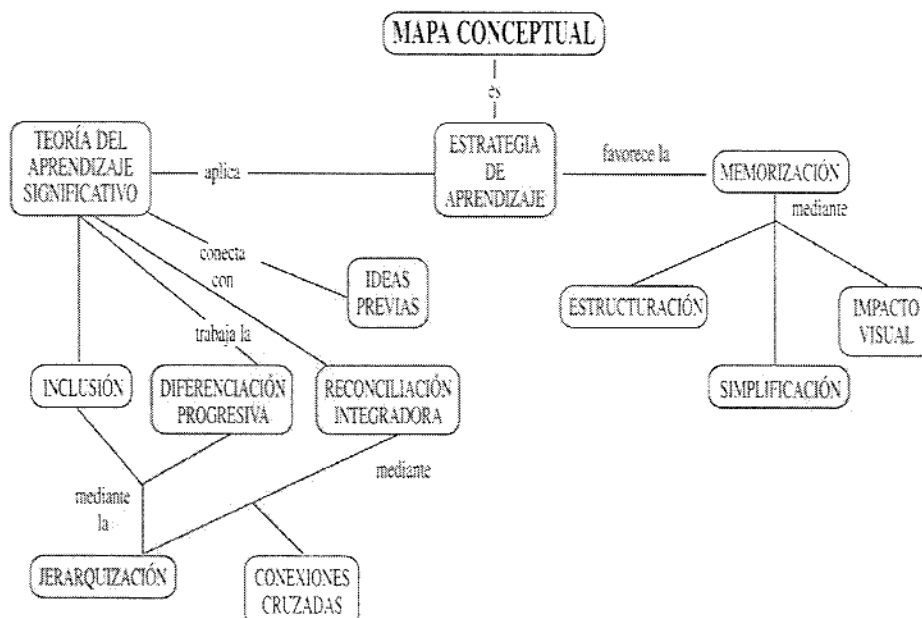 MAPA CONCEPTUAL
es
TEORÍA DEL
APRENDIZAJE
SIGNIFICATIVO
aplica
ESTRATEGIA
DE
APRENDIZAJE
favorece la
MEMORIZACIÓN
mediante
conecta
con
IDEAS
PREVIAS
ESTRUCTURACIÓN
IMPACTO
VISUAL
trabaja la
INCLUSIÓN
DIFERENCIACIÓN
PROGRESIVA
RECONCILIACIÓN
INTEGRADORA
SIMPLIFICACIÓN
mediante
la
mediante
JERARQUIZACIÓN
CONEXIONES
CRUZADAS